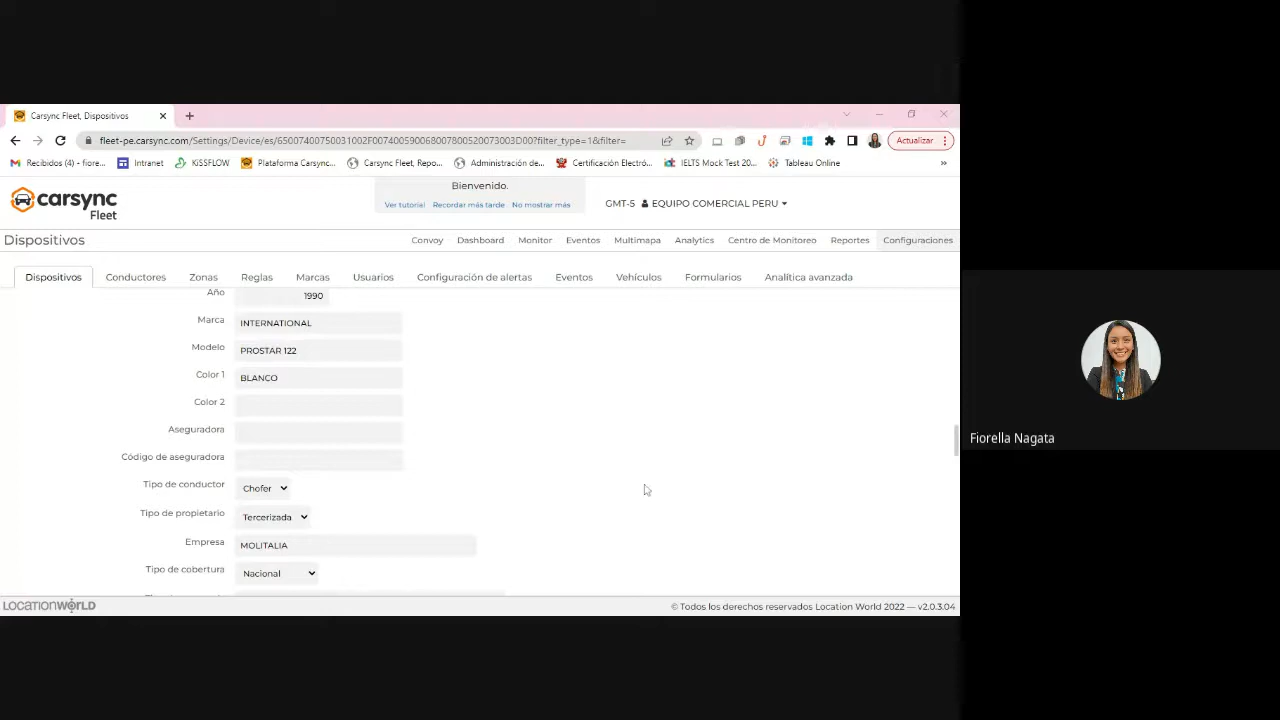 Carsync Fleet, Dispositivos
fleet-pe.carsync.com/Settings/Device/es/65007400750031002F007400590068007800520073003D00?filter_type=1&filter=
Actualizar
Recibidos (4) - fiore...
Intranet
KiSSFLOW
Plataforma Carsync...
Carsync Fleet, Repo...
Administración de...
Certificación Electró...
IELTS Mock Test 20...
Tableau Online
»
carsync
Fleet
Bienvenido.
Ver tutorial Recordar más tarde No mostrar más
GMT-5 EQUIPO COMERCIAL PERU
Dispositivos
Convoy Dashboard Monitor Eventos Multimapa Analytics Centro de Monitoreo Reportes Configuraciones
Dispositivos Conductores Zonas Reglas Marcas Usuarios Configuración de alertas Eventos Vehículos Formularios Analítica avanzada
Año 1990
Marca INTERNATIONAL
Modelo PROSTAR 122
Color 1 BLANCO
Color 2
Aseguradora
Código de aseguradora
Tipo de conductor Chofer
Tipo de propietario Tercerizada
Empresa MOLITALIA
Tipo de cobertura Nacional
LOCATIONWORLD
© Todos los derechos reservados Location World 2022 — v2.0.3.04
Fiorella Nagata